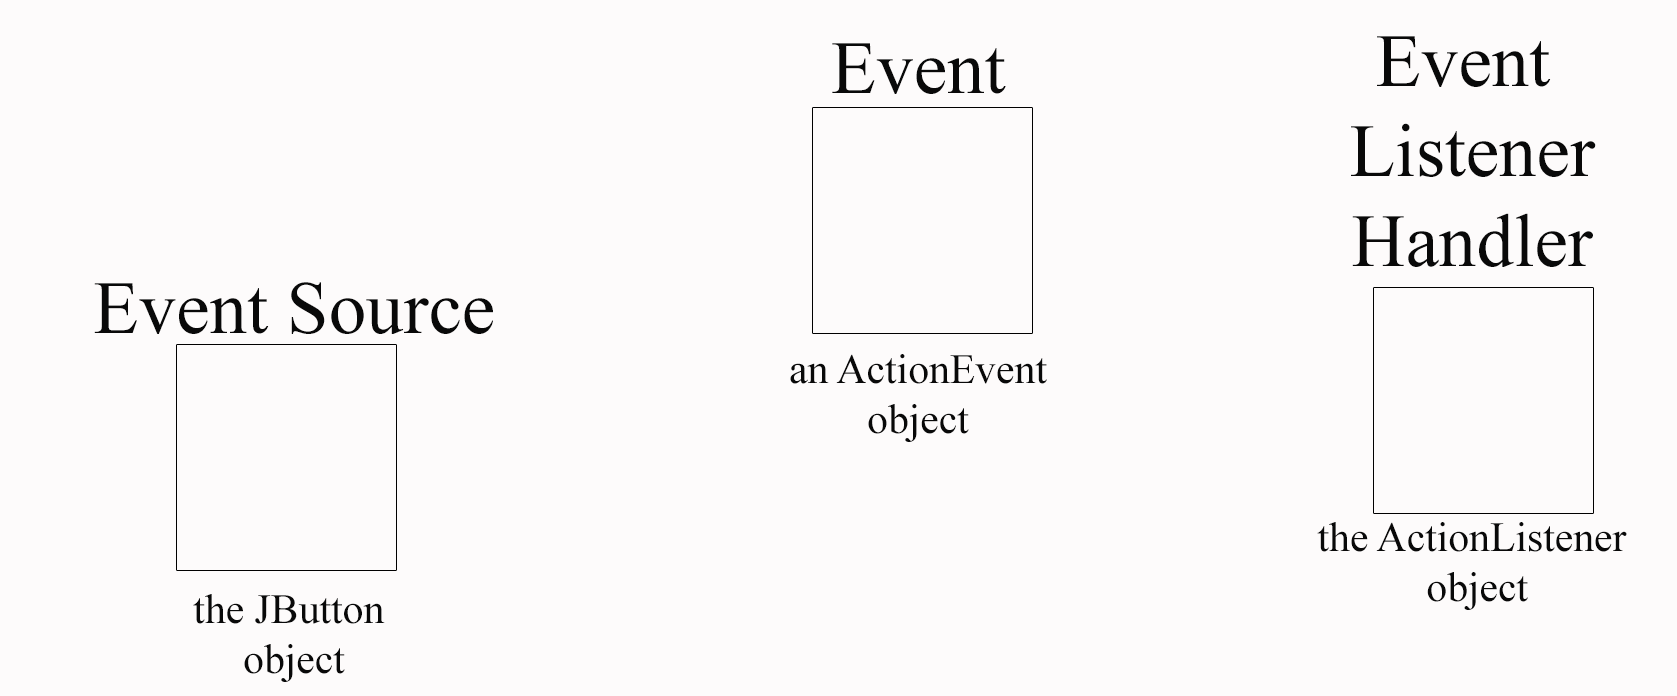 Event Source
the JButton
object
Event
an ActionEvent
object
Event
Listener
Handler
the ActionListener
object